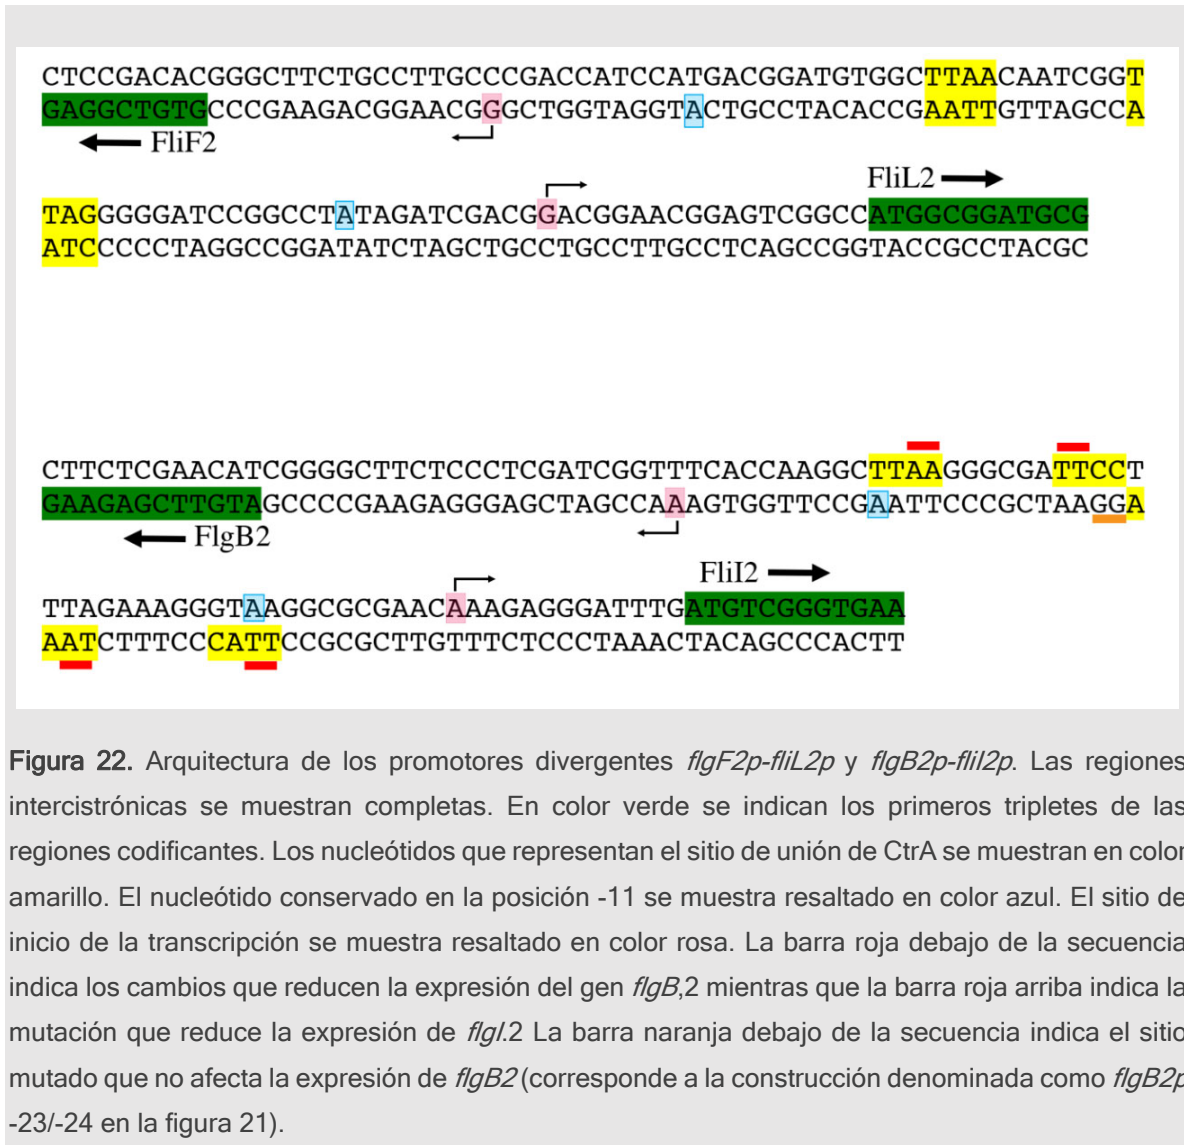 CTCCGACACGGGCTTCTGCCTTGCCCGACCATCCATGACGGATGTGGCTTAACAATCGGT
GAGGCTGTGCCCGAAGACGGAACGGGCTGGTAGGTACTGCCTACACCGAATTGTTAGCCA
FliF2
FliL2
TAGGGGGATCCGGCCTATAGATCGACGGACGGAACGGAGTCGGCCATGGCGGATGCG
ATCCCCCTAGGCCGGATATCTAGCTGCCTGCCTTGCCTCAGCCGGTACCGCCTACGC
CTTCTCGAACATCGGGGCTTCTCCCTCGATCGGTTTCACCAAGGCTTAAGGGCGATTCCT
GAAGAGCTTGTAGCCCCGAAGAGGGAGCTAGCCAAAGTGGTTCCGAATTCCCGCTAAGGA
FlgB2
FliI2
TTAGAAAGGGTAAGGCGCGAACAAAGAGGGATTTGATGTCGGGTGAA
AATCTTTCCCATTCCGCGCTTGTTTCTCCCTAAACTACAGCCCACTT
Figura 22. Arquitectura de los promotores divergentes flgF2p-fliL2p y flgB2p-fliI2p. Las regiones
intercistrónicas se muestran completas. En color verde se indican los primeros tripletes de las
regiones codificantes. Los nucleótidos que representan el sitio de unión de CtrA se muestran en color
amarillo. El nucleótido conservado en la posición -11 se muestra resaltado en color azul. El sitio de
inicio de la transcripción se muestra resaltado en color rosa. La barra roja debajo de la secuencia
indica los cambios que reducen la expresión del gen flgB,2 mientras que la barra roja arriba indica la
mutación que reduce la expresión de flgI.2 La barra naranja debajo de la secuencia indica el sitio
mutado que no afecta la expresión de flgB2 (corresponde a la construcción denominada como flgB2p
-23/-24 en la figura 21).